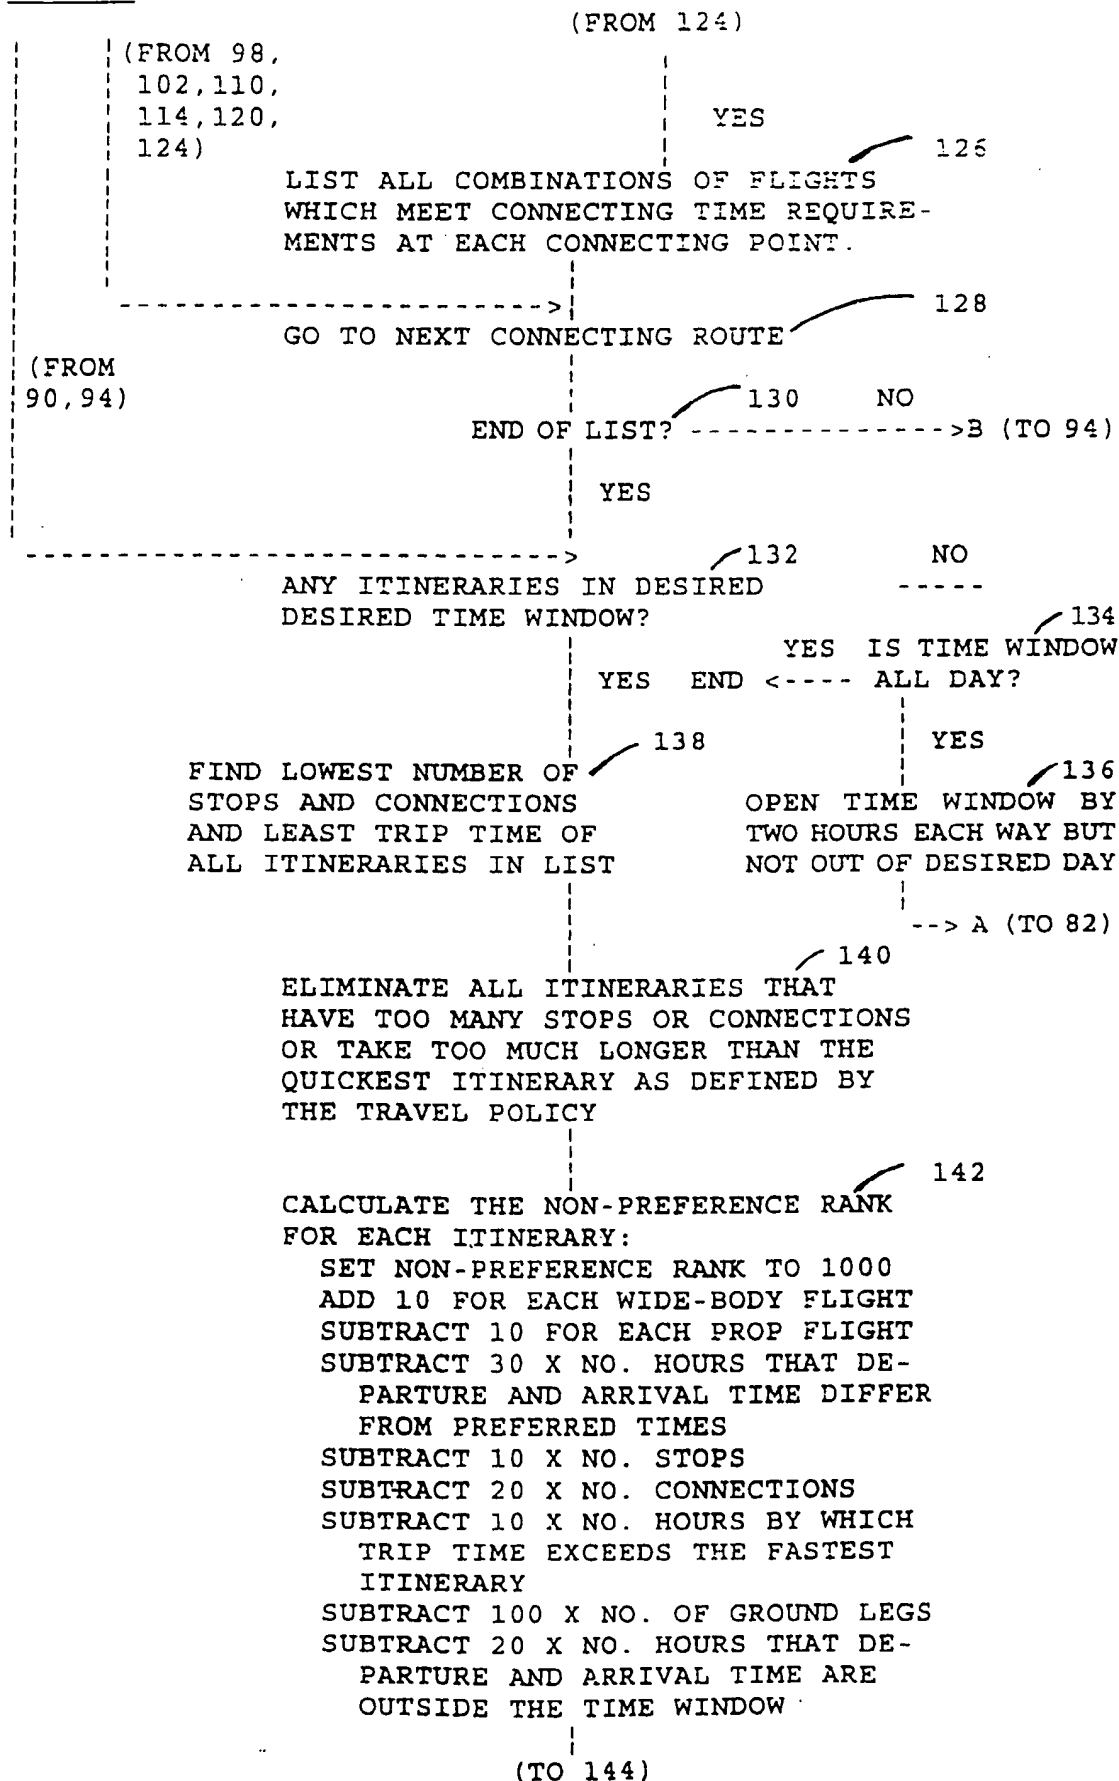 (FROM 124)
(FROM 98,
102,110,
114,120,
124)
YES
126
LIST ALL COMBINATIONS OF FLIGHTS
WHICH MEET CONNECTING TIME REQUIRE-
MENTS AT EACH CONNECTING POINT.
128
GO TO NEXT CONNECTING ROUTE
(FROM
90,94)
130 NO
END OF LIST? -------------->B (TO 94)
YES
132 NO
ANY ITINERARIES IN DESIRED
DESIRED TIME WINDOW?
134
YES IS TIME WINDOW
YES END <---- ALL DAY?
138 YES
136
FIND LOWEST NUMBER OF
STOPS AND CONNECTIONS
AND LEAST TRIP TIME OF
ALL ITINERARIES IN LIST
OPEN TIME WINDOW BY
TWO HOURS EACH WAY BUT
NOT OUT OF DESIRED DAY
--> A (TO 82)
140
ELIMINATE ALL ITINERARIES THAT
HAVE TOO MANY STOPS OR CONNECTIONS
OR TAKE TOO MUCH LONGER THAN THE
QUICKEST ITINERARY AS DEFINED BY
THE TRAVEL POLICY
142
CALCULATE THE NON-PREFERENCE RANK
FOR EACH ITINERARY:
SET NON-PREFERENCE RANK TO 1000
ADD 10 FOR EACH WIDE-BODY FLIGHT
SUBTRACT 10 FOR EACH PROP FLIGHT
SUBTRACT 30 X NO. HOURS THAT DE-
PARTURE AND ARRIVAL TIME DIFFER
FROM PREFERRED TIMES
SUBTRACT 10 X NO. STOPS
SUBTRACT 20 X NO. CONNECTIONS
SUBTRACT 10 X NO. HOURS BY WHICH
TRIP TIME EXCEEDS THE FASTEST
ITINERARY
SUBTRACT 100 X NO. OF GROUND LEGS
SUBTRACT 20 X NO. HOURS THAT DE-
PARTURE AND ARRIVAL TIME ARE
OUTSIDE THE TIME WINDOW
(TO 144)